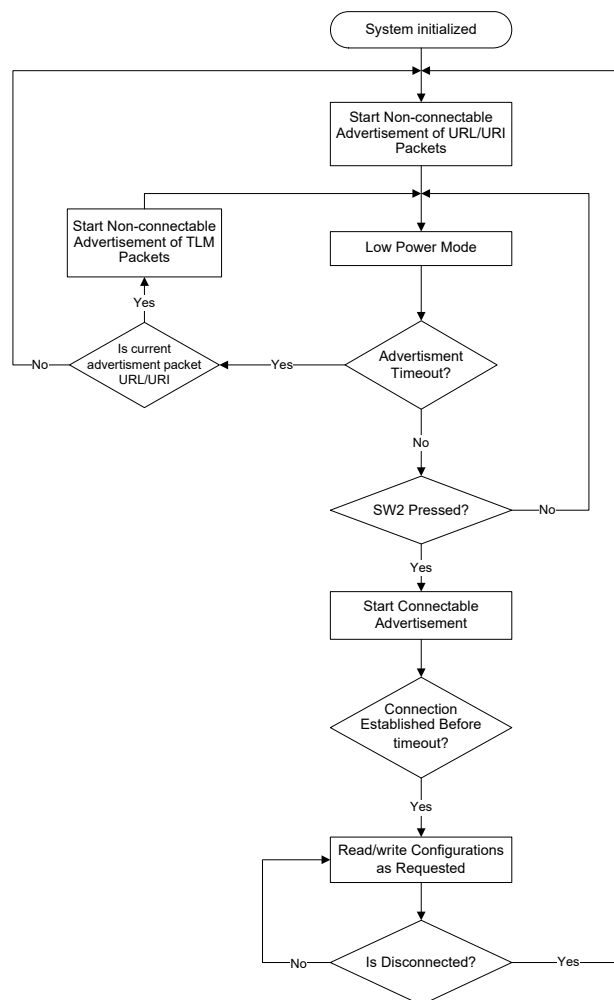 System initialized
Start Non-connectable
Advertisement of URL/URI
Packets
Start Non-connectable
Advertisement of TLM
Packets
Low Power Mode
Yes
Is current
advertisment packet
URL/URI
No
Yes
Advertisment
Timeout?
No
SW2 Pressed?
No
Yes
Start Connectable
Advertisement
Connection
Established Before
timeout?
Yes
Read/write Configurations
as Requested
No
Is Disconnected?
Yes